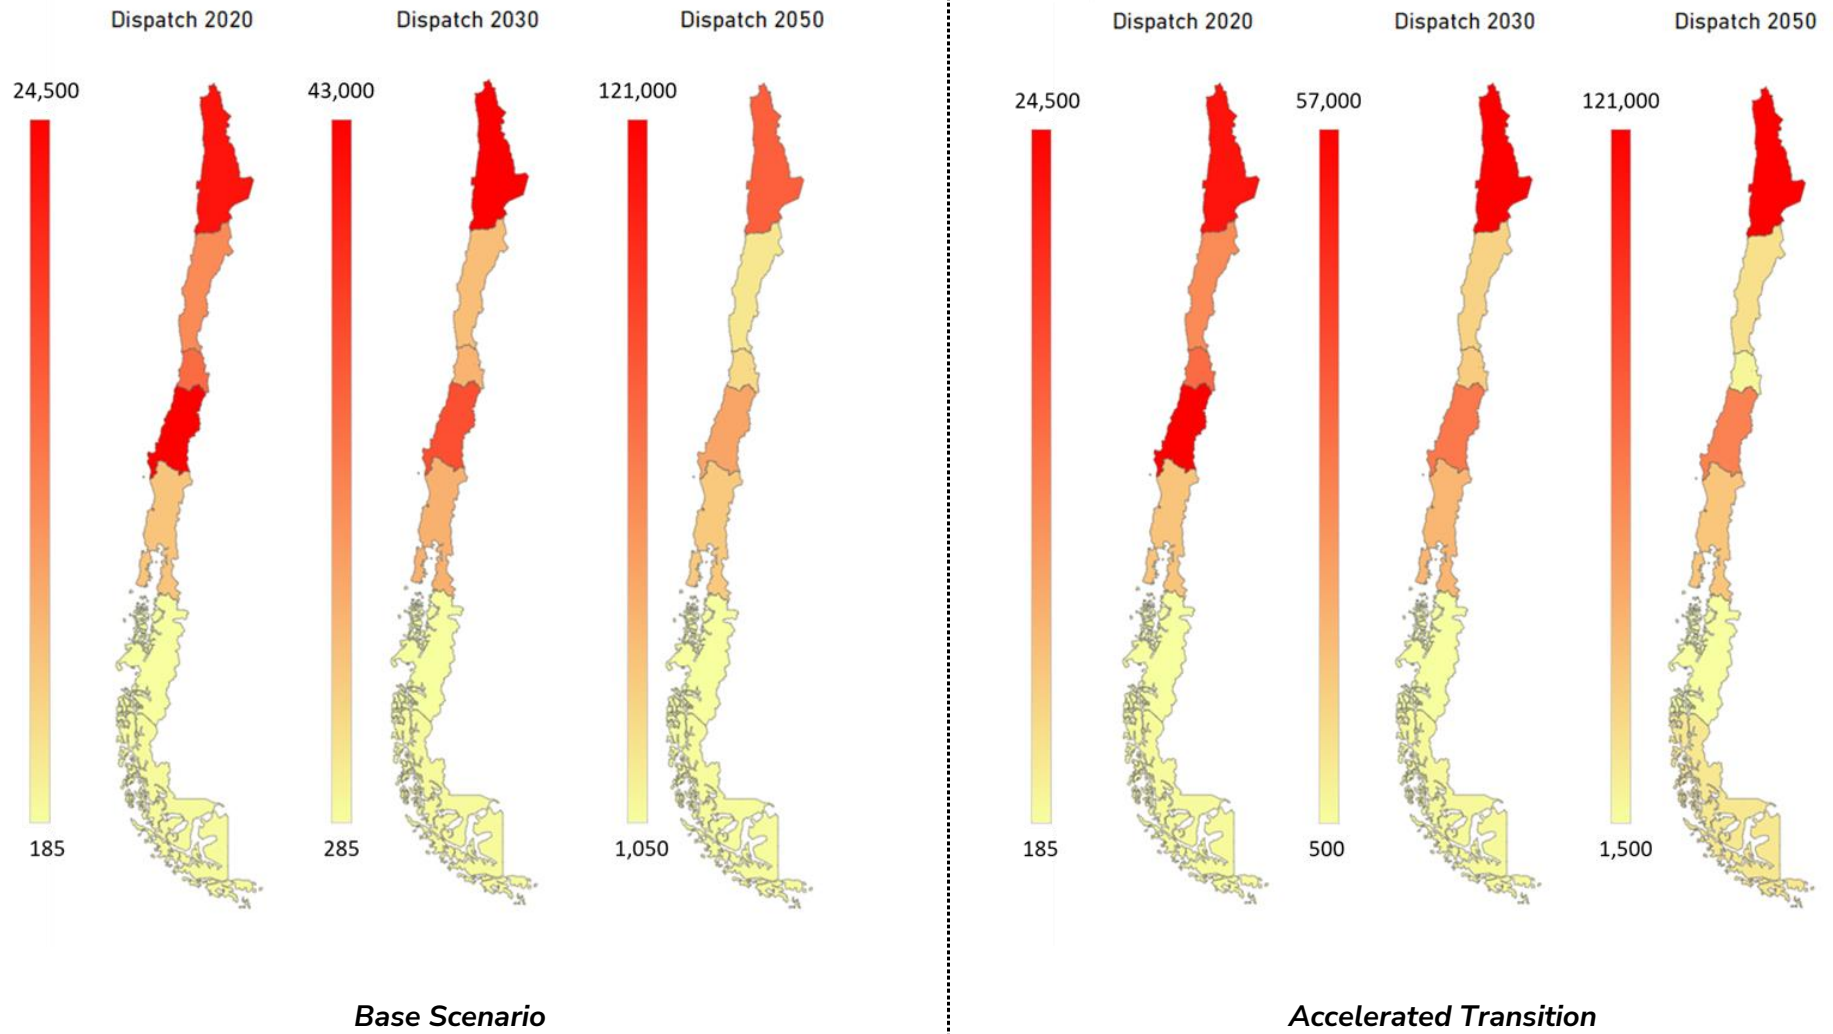 Dispatch 2020
Dispatch 2030
Dispatch 2050
24,500
43,000
121,000
185
285
1,050
Base Scenario
Dispatch 2020
Dispatch 2030
Dispatch 2050
24,500
57,000
121,000
185
500
1,500
Accelerated Transition